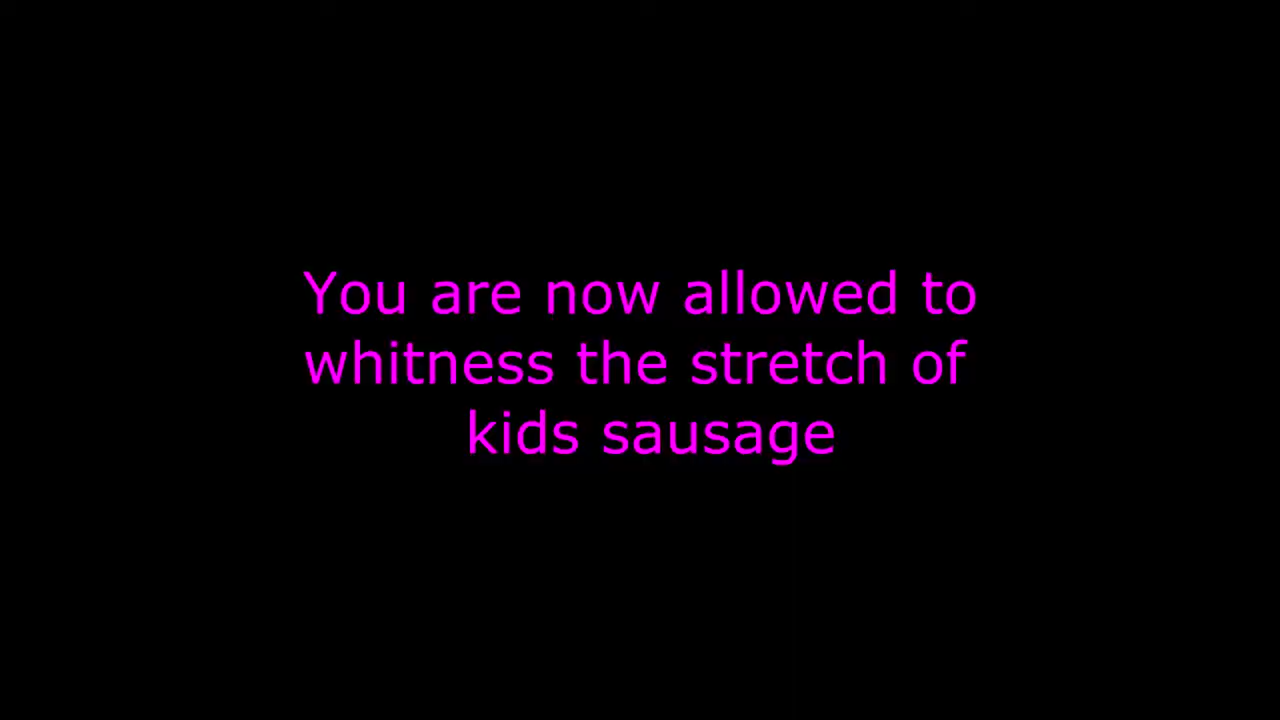 You are now allowed to
whitness the stretch of
kids sausage